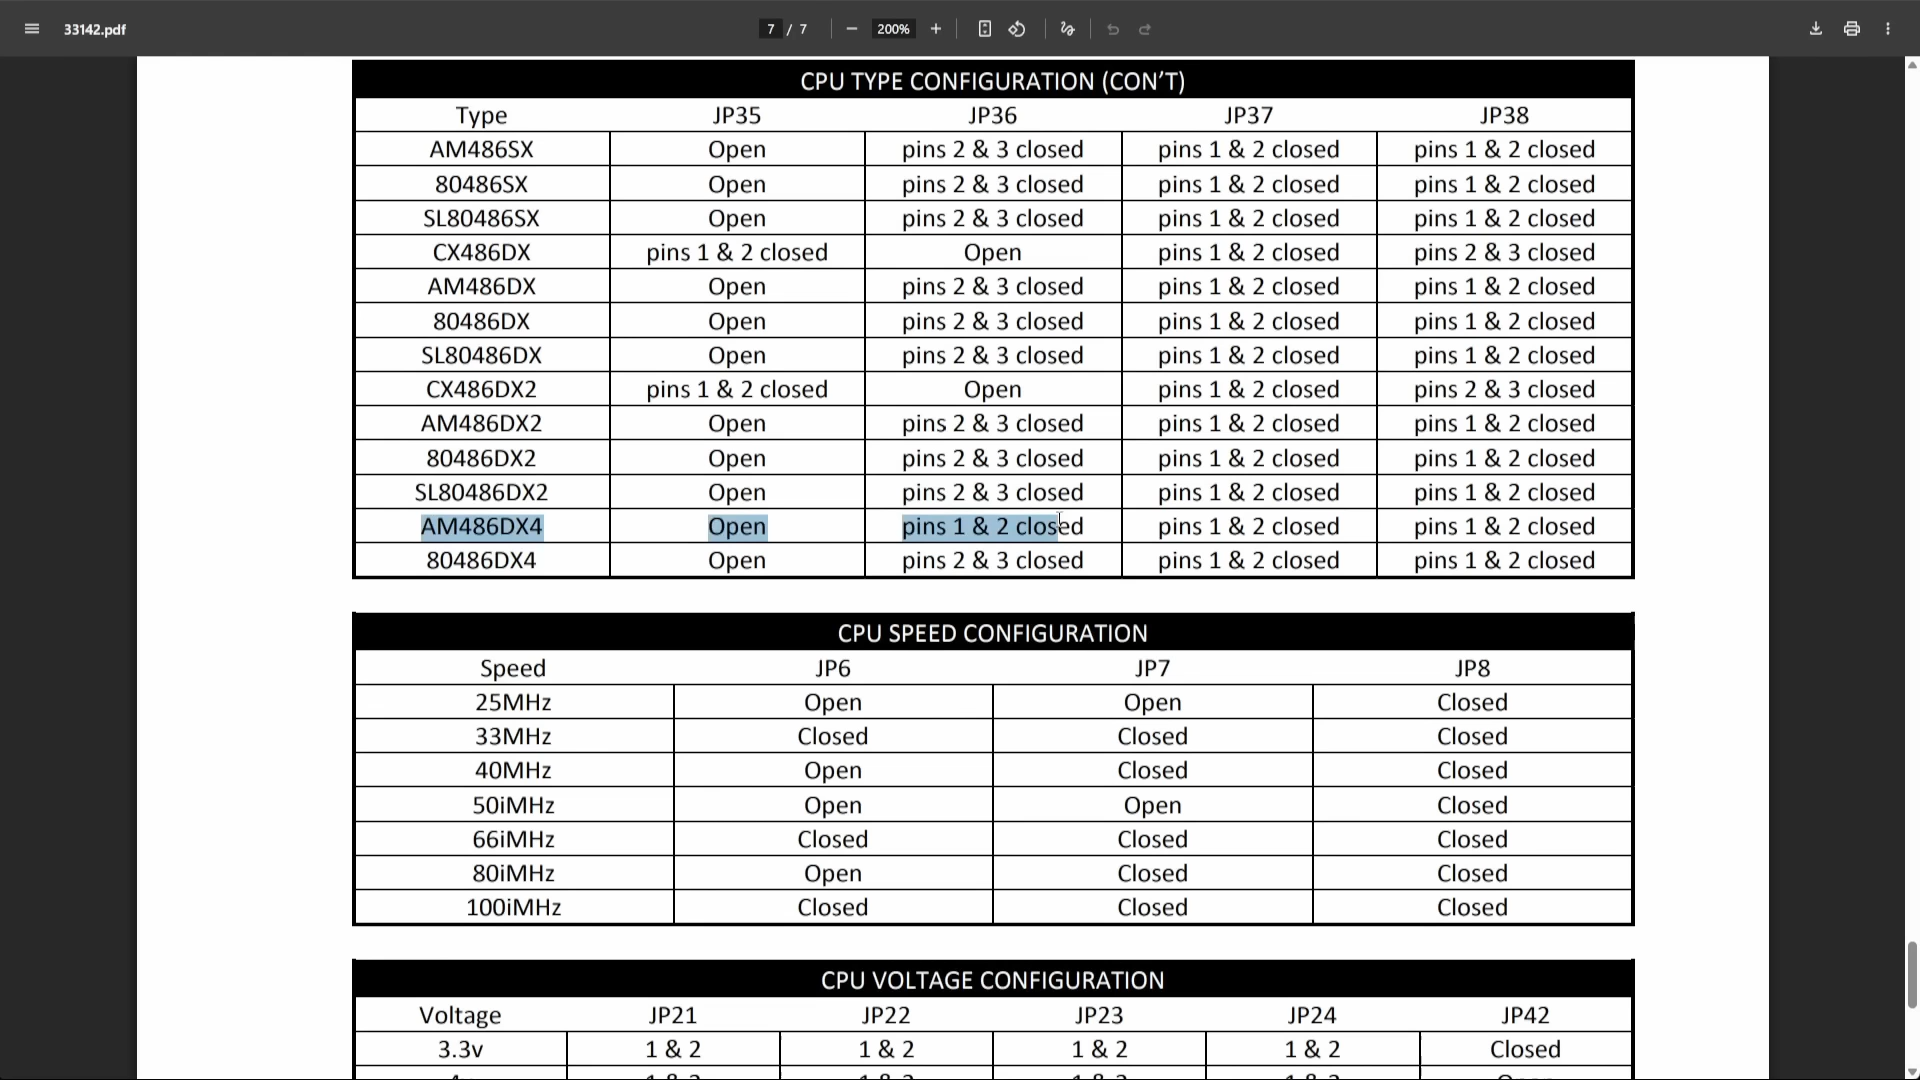 33142.pdf
7 / 7
200%
CPU TYPE CONFIGURATION (CON’T)
Type JP35 JP36 JP37 JP38
AM486SX Open pins 2 & 3 closed pins 1 & 2 closed pins 1 & 2 closed
80486SX Open pins 2 & 3 closed pins 1 & 2 closed pins 1 & 2 closed
SL80486SX Open pins 2 & 3 closed pins 1 & 2 closed pins 1 & 2 closed
CX486DX pins 1 & 2 closed Open pins 1 & 2 closed pins 2 & 3 closed
AM486DX Open pins 2 & 3 closed pins 1 & 2 closed pins 1 & 2 closed
80486DX Open pins 2 & 3 closed pins 1 & 2 closed pins 1 & 2 closed
SL80486DX Open pins 2 & 3 closed pins 1 & 2 closed pins 1 & 2 closed
CX486DX2 pins 1 & 2 closed Open pins 1 & 2 closed pins 2 & 3 closed
AM486DX2 Open pins 2 & 3 closed pins 1 & 2 closed pins 1 & 2 closed
80486DX2 Open pins 2 & 3 closed pins 1 & 2 closed pins 1 & 2 closed
SL80486DX2 Open pins 2 & 3 closed pins 1 & 2 closed pins 1 & 2 closed
AM486DX4 Open pins 1 & 2 closed pins 1 & 2 closed pins 1 & 2 closed
80486DX4 Open pins 2 & 3 closed pins 1 & 2 closed pins 1 & 2 closed
CPU SPEED CONFIGURATION
Speed JP6 JP7 JP8
25MHz Open Open Closed
33MHz Closed Closed Closed
40MHz Open Closed Closed
50iMHz Open Open Closed
66iMHz Closed Closed Closed
80iMHz Open Closed Closed
100iMHz Closed Closed Closed
CPU VOLTAGE CONFIGURATION
Voltage JP21 JP22 JP23 JP24 JP42
3.3v 1 & 2 1 & 2 1 & 2 1 & 2 Closed